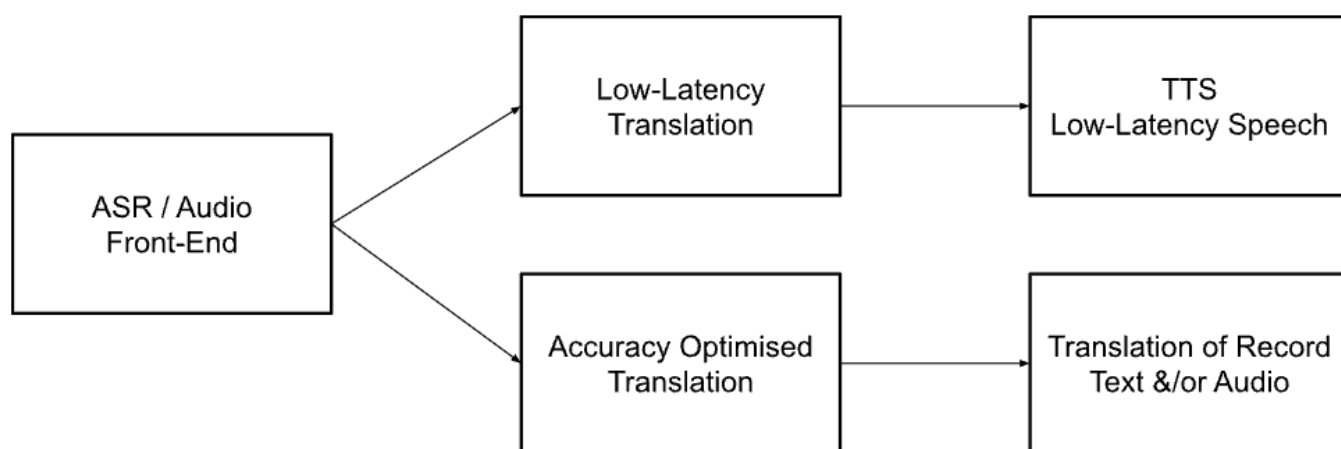 ASR / Audio
Front-End
Low-Latency
Translation
TTS
Low-Latency Speech
Accuracy Optimised
Translation
Translation of Record
Text &/or Audio